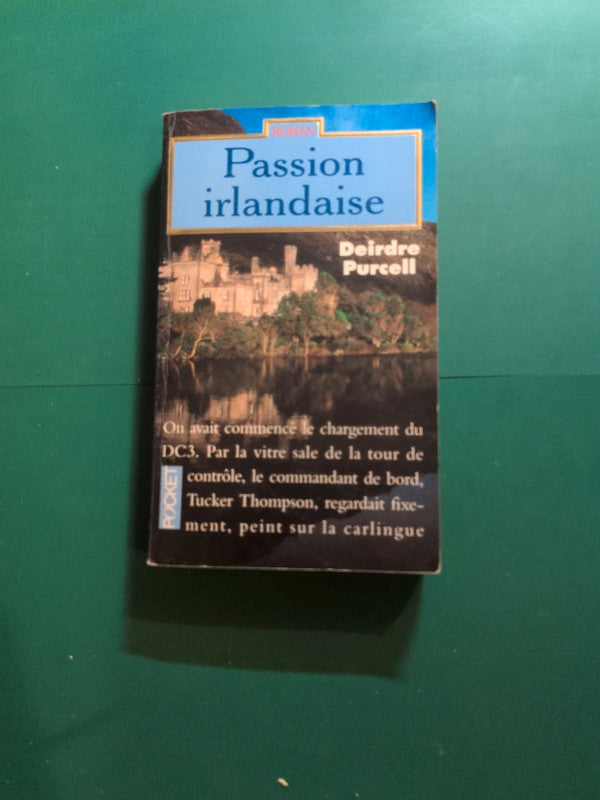 ROMAN
Passion
irlandaise
Deirdre
Purcell
On avait commencé le chargement du
DC3. Par la vitre sale de la tour de
contrôle, le commandant de bord,
Tucker Thompson, regardait fixe-
ment, peint sur la carlingue
POCKET